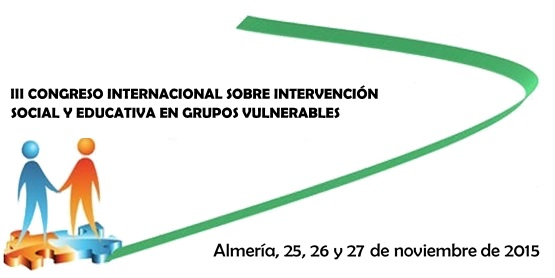 III CONGRESO INTERNACIONAL SOBRE INTERVENCIÓN
SOCIAL Y EDUCATIVA EN GRUPOS VULNERABLES
Almería, 25, 26 y 27 de noviembre de 2015